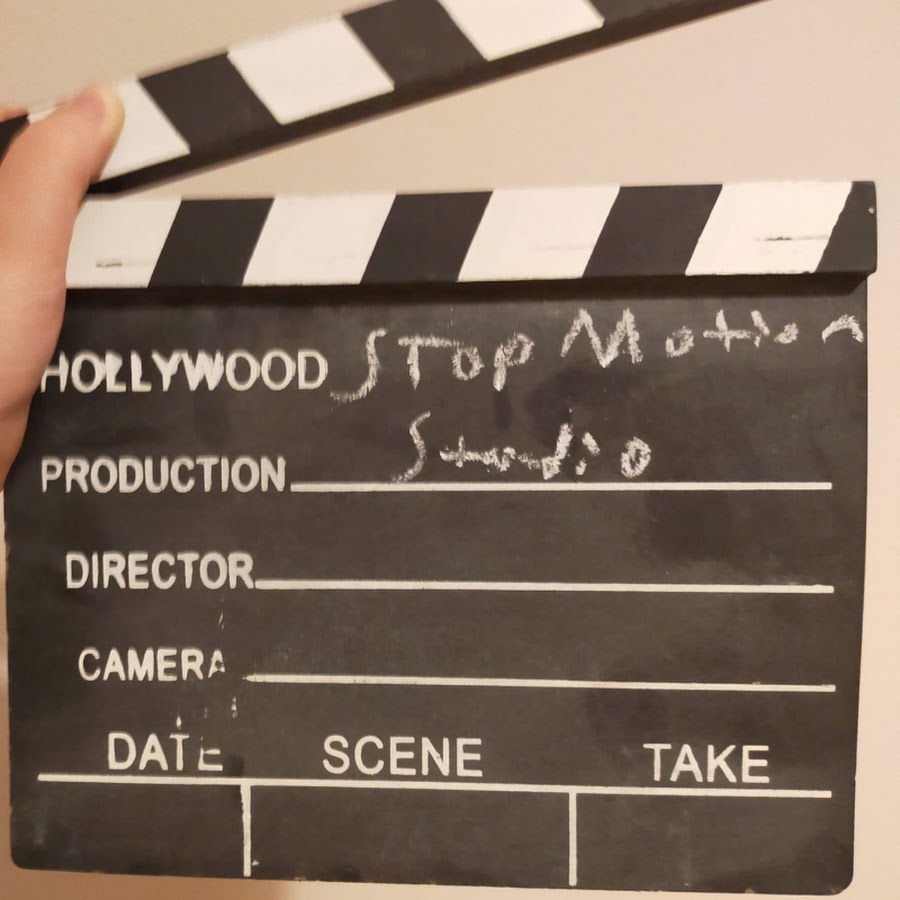 HOLLYWOOD Stop Motion
Studio
PRODUCTION
DIRECTOR
CAMERA
DATE SCENE TAKE